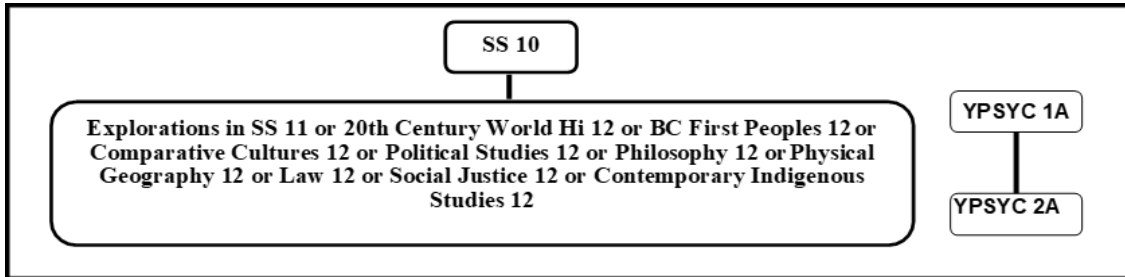 SS 10
Explorations in SS 11 or 20th Century World Hi 12 or BC First Peoples 12 or
Comparative Cultures 12 or Political Studies 12 or Philosophy 12 or Physical
Geography 12 or Law 12 or Social Justice 12 or Contemporary Indigenous
Studies 12
YPSYC 1A
YPSYC 2A